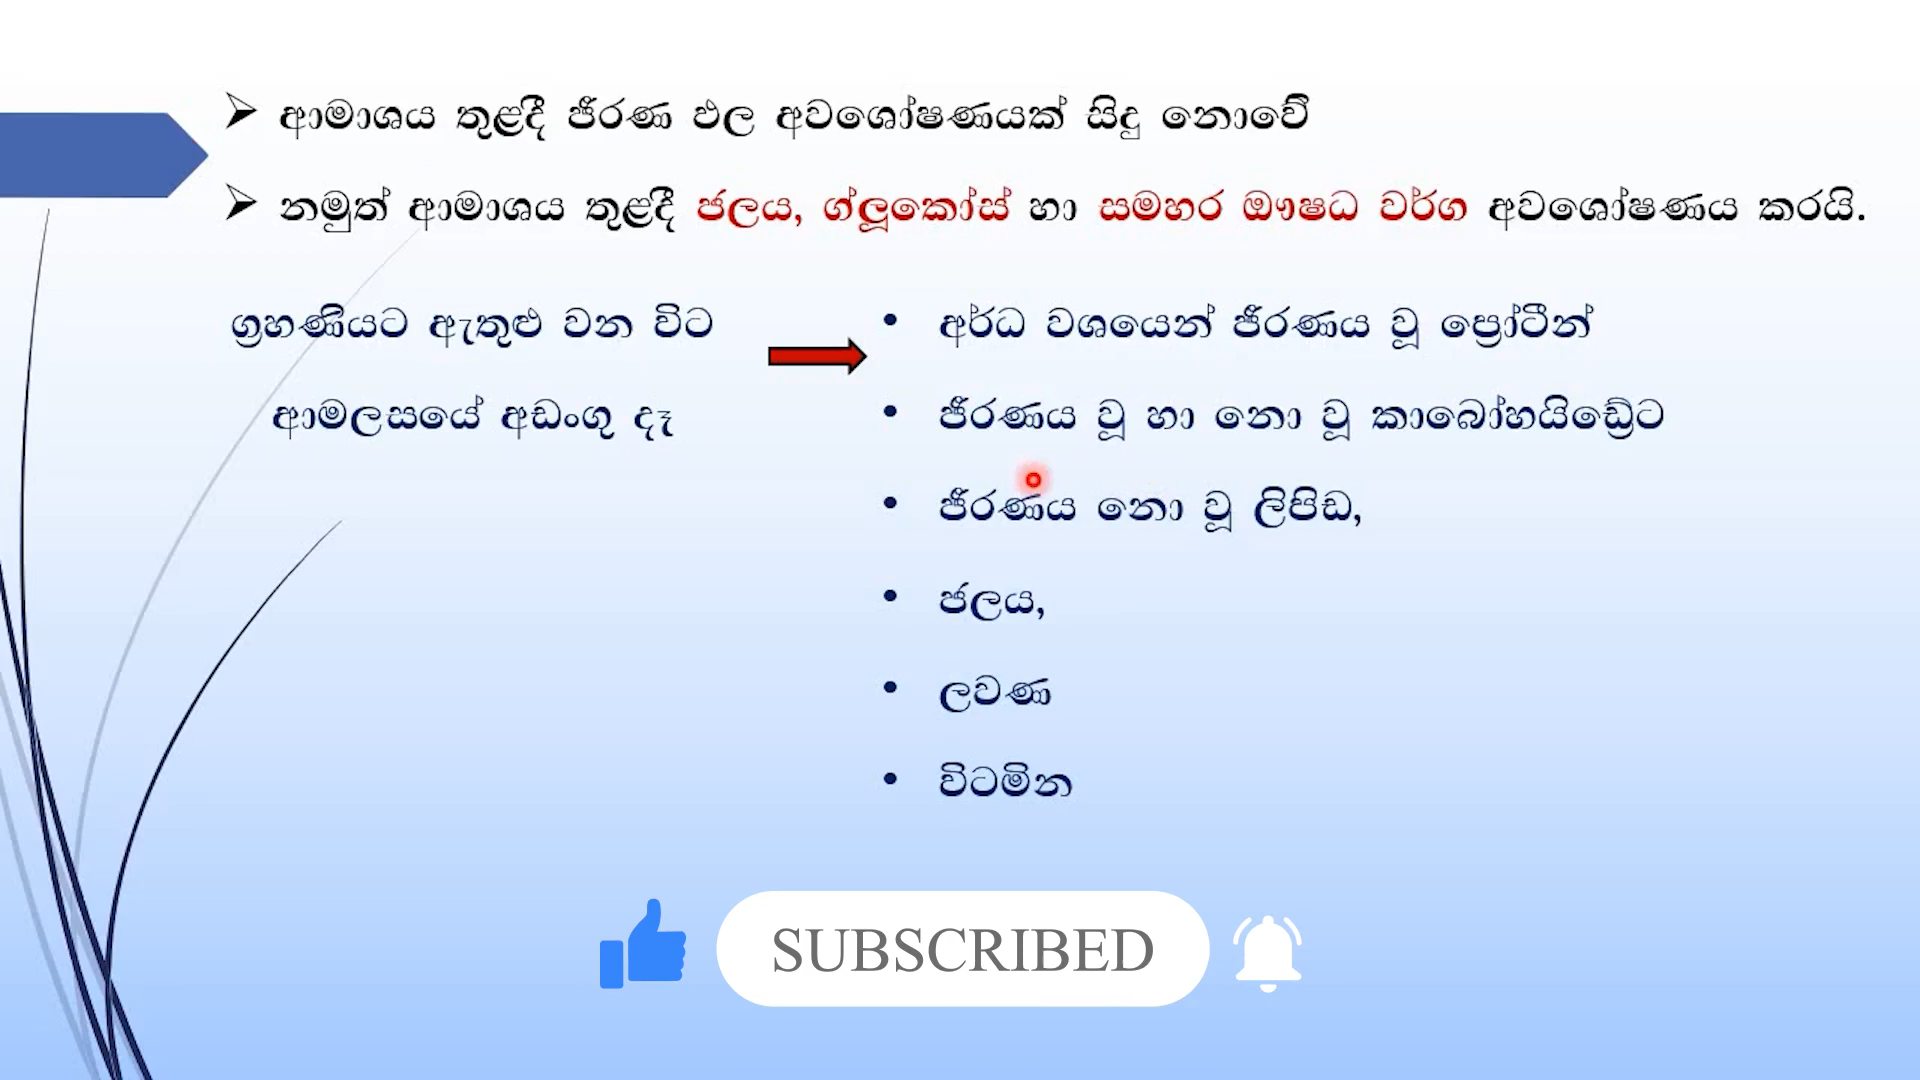 ආමාශය තුළදී ජීරණ ඵල අවශෝෂණයක් සිදු නොවේ
නමුත් ආමාශය තුළදී ජලය, ග්ලූකෝස් හා සමහර ඖෂධ වර්ග අවශෝෂණය කරයි.
ග්‍රහණියට ඇතුළු වන විට
ආමලසයේ අඩංගු දෑ
• අර්ධ වශයෙන් ජීරණය වූ ප්‍රෝටීන්
• ජීරණය වූ හා නො වූ කාබෝහයිඩ්‍රේට
• ජීරණය නො වූ ලිපිඩ,
• ජලය,
• ලවණ
• විටමින
SUBSCRIBED